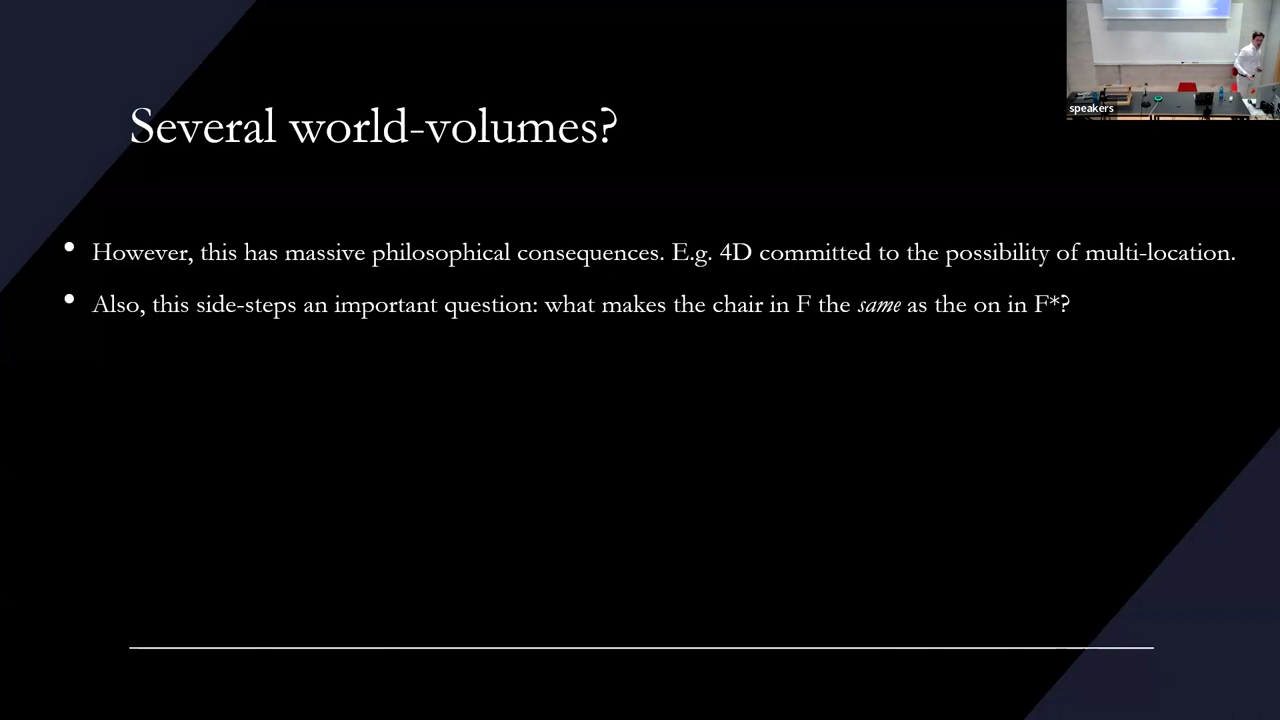 speakers
Several world-volumes?
• However, this has massive philosophical consequences. E.g. 4D committed to the possibility of multi-location.
• Also, this side-steps an important question: what makes the chair in F the same as the on in F*?